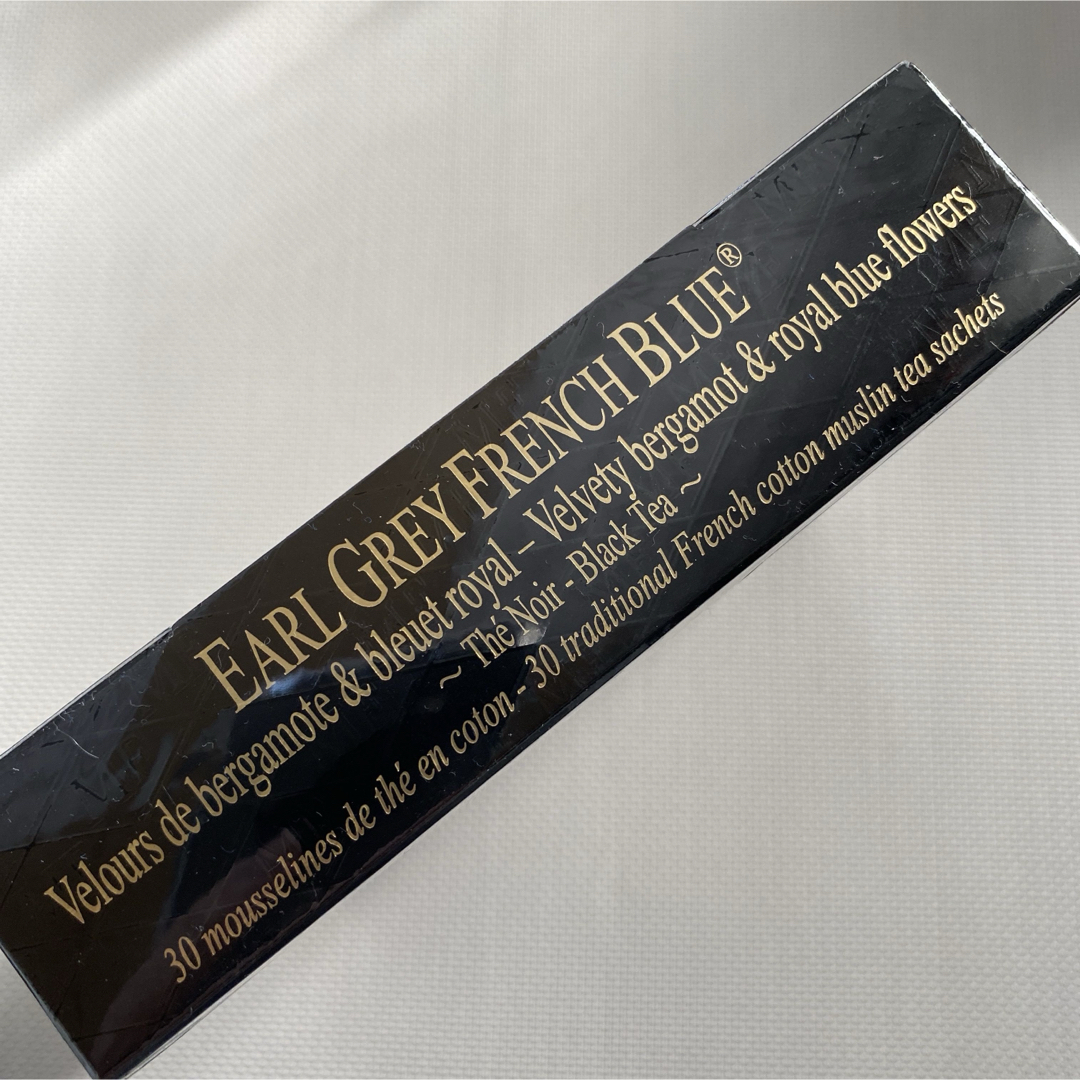 EARL GREY FRENCH BLUE®
Velours de bergamote & bleuet royal – Velvety bergamot & royal blue flowers
~ Thé Noir - Black Tea ~
30 mousselines de thé en coton - 30 traditional French cotton muslin tea sachets